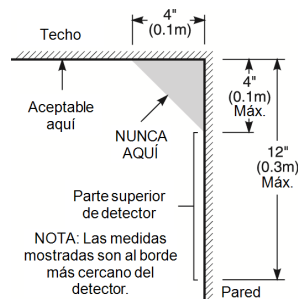 4"
(0.1m)
Techo
Aceptable
aquí
NUNCA
AQUÍ
4"
(0.1m)
Máx.
12"
(0.3m)
Máx.
Parte superior
de detector
NOTA: Las medidas
mostradas son al borde
más cercano del
detector.
Pared